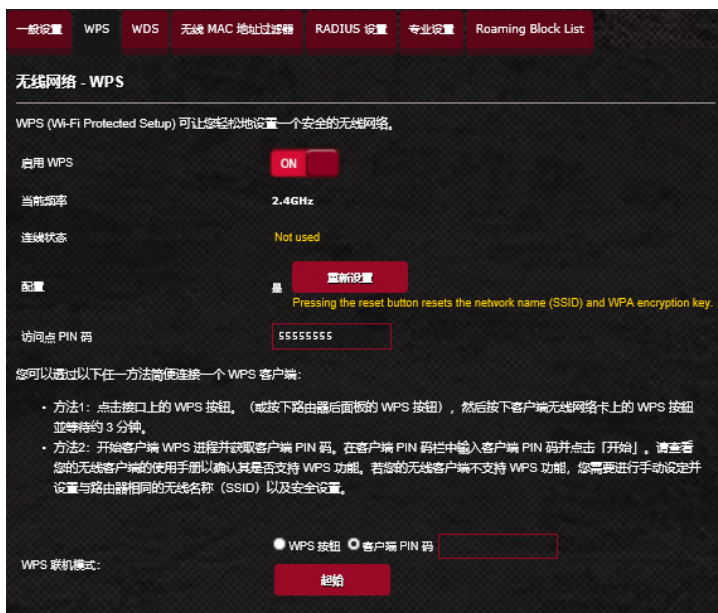 一般设置 WPS WDS 无线 MAC 地址过滤器 RADIUS 设置 专业设置 Roaming Block List
无线网络 - WPS
WPS (Wi-Fi Protected Setup) 可让您轻松地设置一个安全的无线网络。
启用 WPS ON
当前频率 2.4GHz
连线状态 Not used
配置 是 重新设置
Pressing the reset button resets the network name (SSID) and WPA encryption key.
访问点 PIN 码 55555555
您可以透过以下任一方法简便连接一个 WPS 客户端：
• 方法1：点击接口上的 WPS 按钮。（或按下路由器后面板的 WPS 按钮），然后按下客户端无线网络卡上的 WPS 按钮
並等待约 3 分钟。
• 方法2：开始客户端 WPS 进程并获取客户端 PIN 码。在客户端 PIN 码栏中输入客户端 PIN 码并点击「开始」。请查看
您的无线客户端的使用手册以确认其是否支持 WPS 功能。若您的无线客户端不支持 WPS 功能，您需要进行手动设定并
设置与路由器相同的无线名称（SSID）以及安全设置。
WPS 联机模式： WPS 按钮 客户端 PIN 码
起始